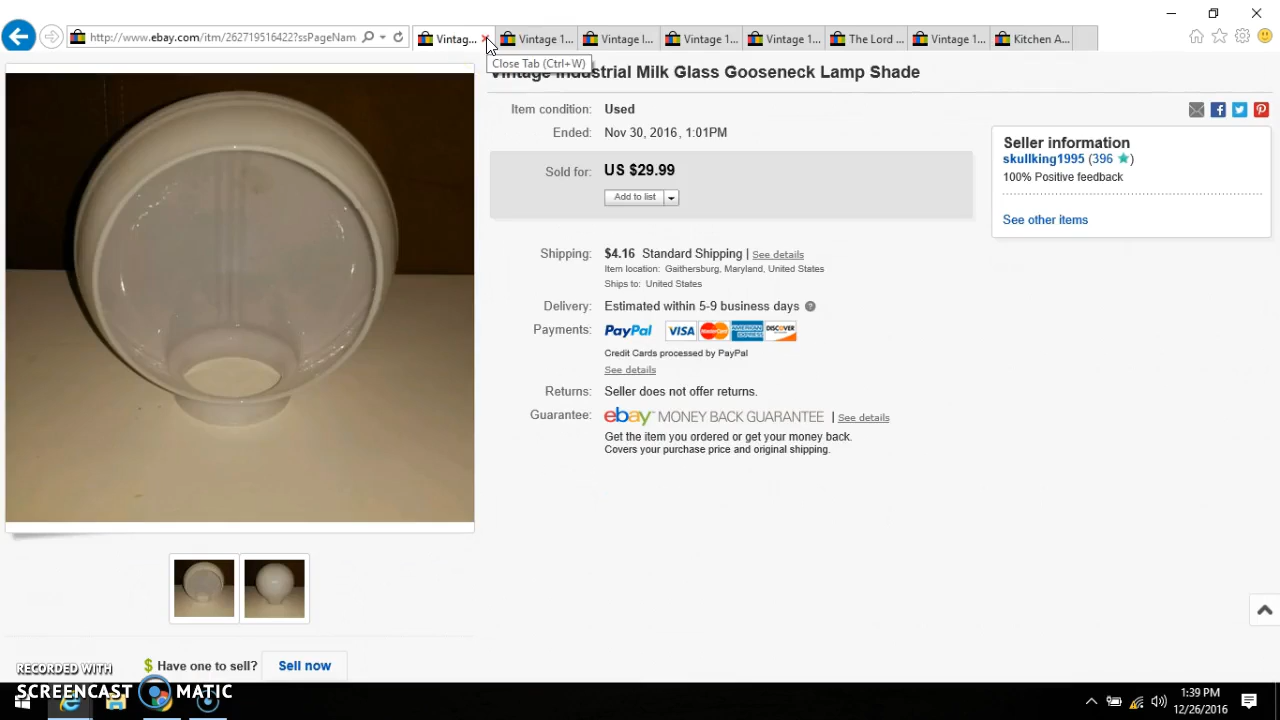 http://www.ebay.com/itm/262719516422?ssPageNam
Vintag...
Vintage 1...
Vintage I...
Vintage 1...
Vintage 1...
The Lord ...
Vintage 1...
Kitchen A...
Close Tab (Ctrl+W)
Vintage Industrial Milk Glass Gooseneck Lamp Shade
Item condition: Used
Ended: Nov 30, 2016, 1:01PM
Sold for: US $29.99
Add to list
Shipping: $4.16 Standard Shipping | See details
Item location: Gaithersburg, Maryland, United States
Ships to: United States
Delivery: Estimated within 5-9 business days
Payments: PayPal VISA MasterCard AMERICAN EXPRESS DISCOVER
Credit Cards processed by PayPal
See details
Returns: Seller does not offer returns.
Guarantee: ebay MONEY BACK GUARANTEE | See details
Get the item you ordered or get your money back.
Covers your purchase price and original shipping.
Seller information
skullking1995 (396 )
100% Positive feedback
See other items
$ Have one to sell? Sell now
RECORDED WITH
SCREENCAST MATIC
1:39 PM
12/26/2016